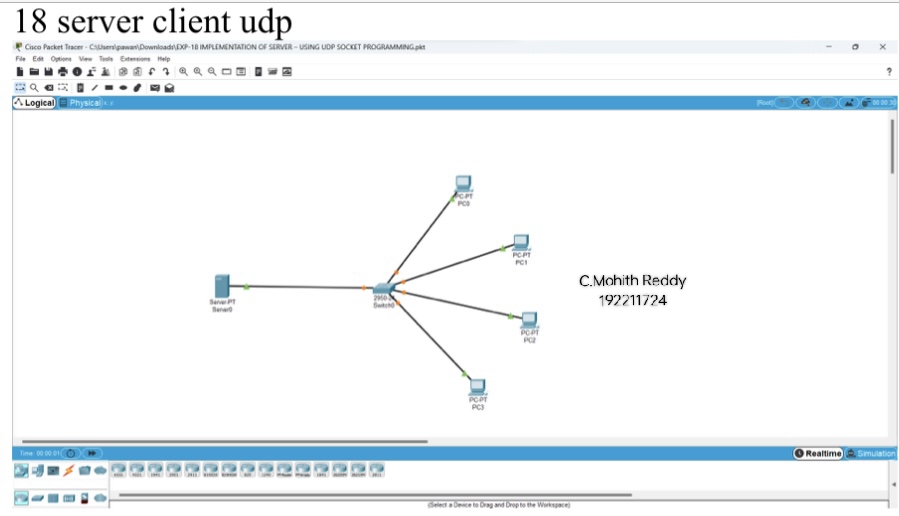 18 server client udp
Cisco Packet Tracer - C:\Users\pawan\Downloads\EXP-18 IMPLEMENTATION OF SERVER – USING UDP SOCKET PROGRAMMING.pkt
File Edit Options View Tools Extensions Help
?
Logical Physical
[Root]
PC-PT
PC0
PC-PT
PC1
C.Mohith Reddy
192211724
Server-PT
Server0
2950-24
Switch0
PC-PT
PC2
PC-PT
PC3
Time: 00:00:01
Realtime Simulation
(Select a Device to Drag and Drop to the Workspace)